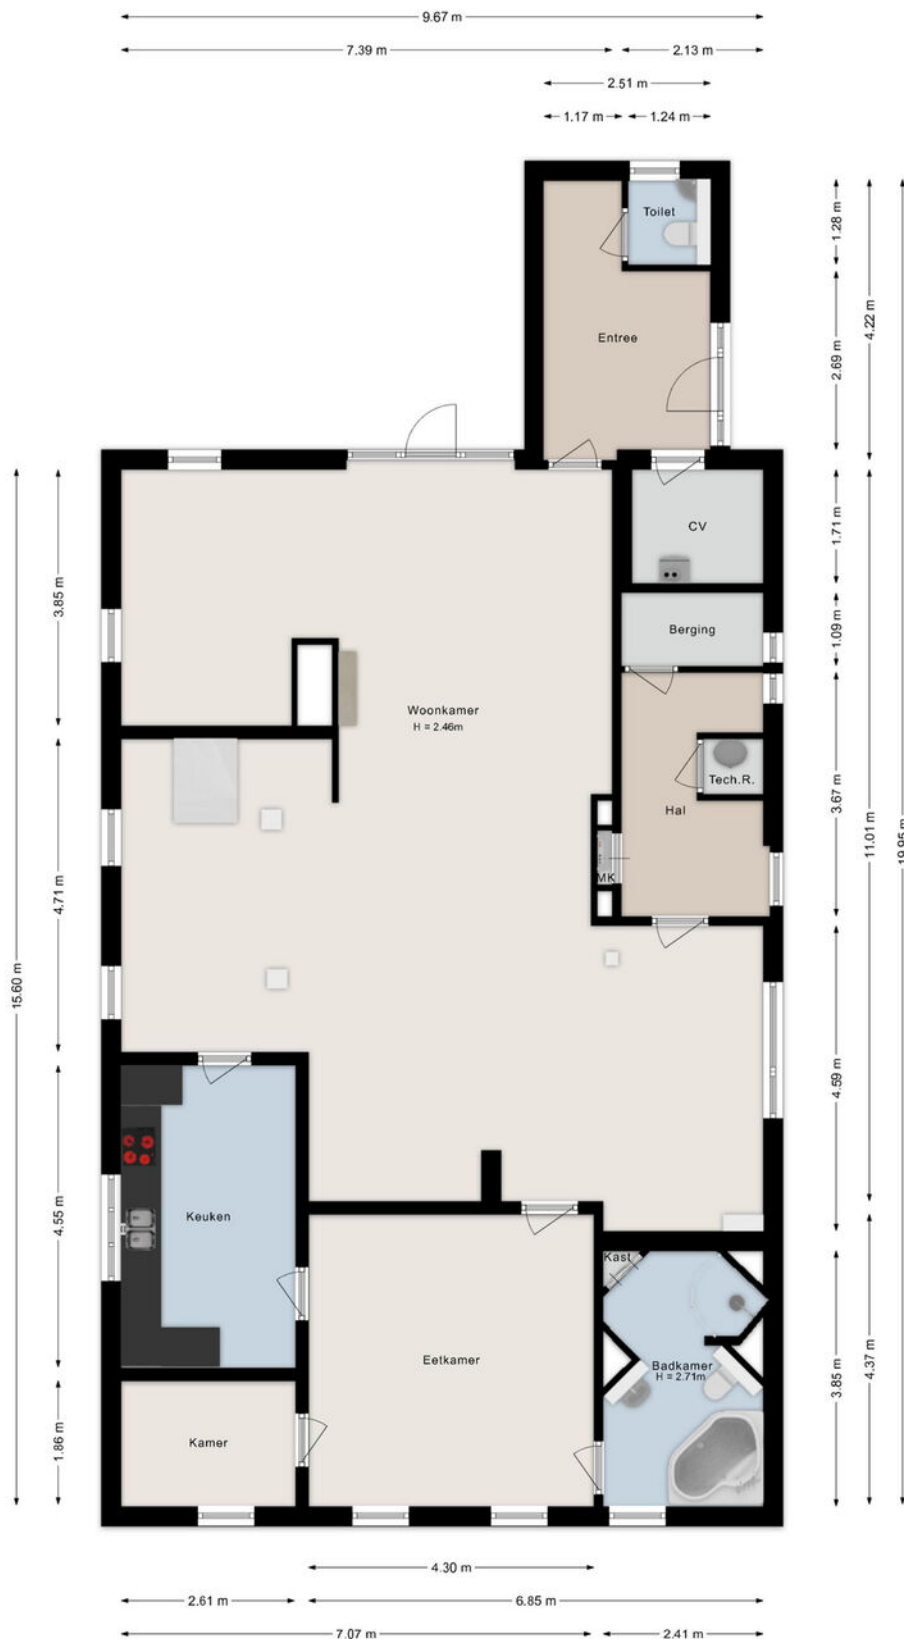 9.67 m
7.39 m
2.13 m
2.51 m
1.17 m
1.24 m
Toilet
1.28 m
4.22 m
Entree
2.69 m
CV
1.71 m
3.85 m
Berging
1.09 m
Woonkamer
H = 2.46m
Tech.R.
Hal
3.67 m
11.01 m
19.95 m
MK
4.71 m
15.60 m
4.59 m
Keuken
4.55 m
Kast
Eetkamer
Badkamer
H = 2.71m
3.85 m
4.37 m
Kamer
1.86 m
4.30 m
2.61 m
6.85 m
7.07 m
2.41 m